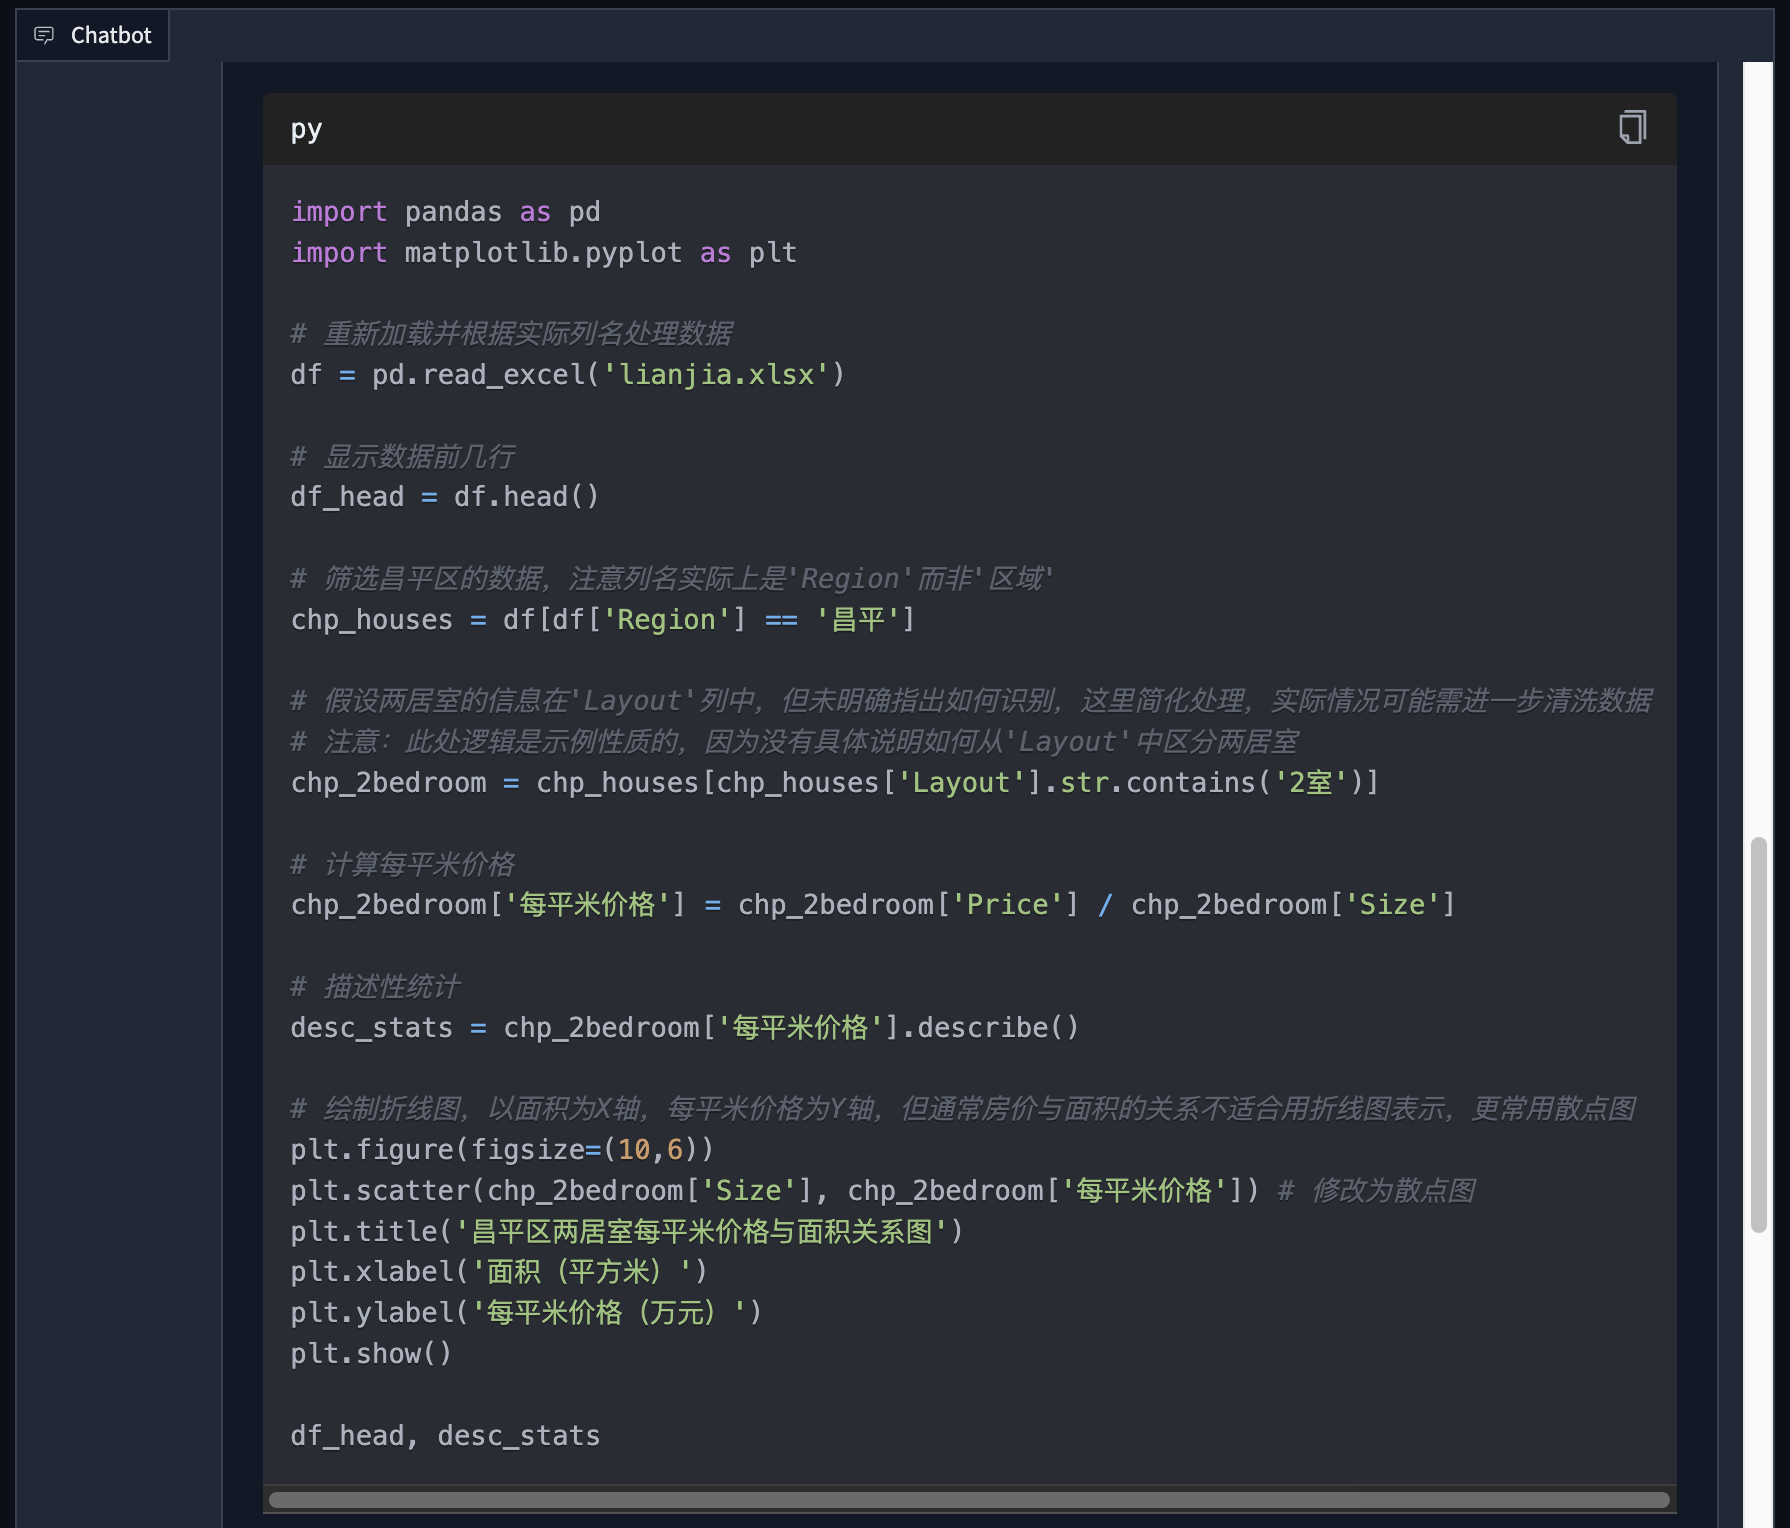 Chatbot
py
import pandas as pd
import matplotlib.pyplot as plt
# 重新加载并根据实际列名处理数据
df = pd.read_excel('lianjia.xlsx')
# 显示数据前几行
df_head = df.head()
# 筛选昌平区的数据，注意列名实际上是'Region'而非'区域'
chp_houses = df[df['Region'] == '昌平']
# 假设两居室的信息在'Layout'列中，但未明确指出如何识别，这里简化处理，实际情况可能需进一步清洗数据
# 注意：此处逻辑是示例性质的，因为没有具体说明如何从'Layout'中区分两居室
chp_2bedroom = chp_houses[chp_houses['Layout'].str.contains('2室')]
# 计算每平米价格
chp_2bedroom['每平米价格'] = chp_2bedroom['Price'] / chp_2bedroom['Size']
# 描述性统计
desc_stats = chp_2bedroom['每平米价格'].describe()
# 绘制折线图，以面积为X轴，每平米价格为Y轴，但通常房价与面积的关系不适合用折线图表示，更常用散点图
plt.figure(figsize=(10,6))
plt.scatter(chp_2bedroom['Size'], chp_2bedroom['每平米价格']) # 修改为散点图
plt.title('昌平区两居室每平米价格与面积关系图')
plt.xlabel('面积（平方米）')
plt.ylabel('每平米价格（万元）')
plt.show()
df_head, desc_stats